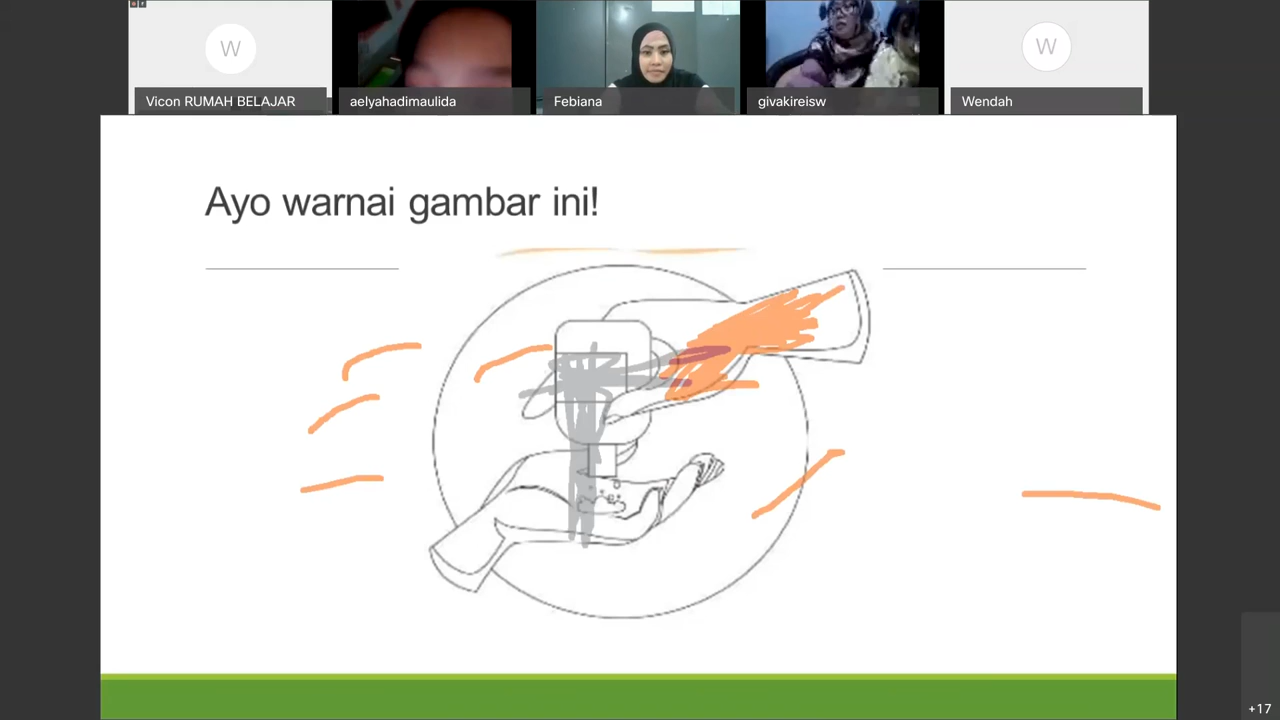 W
W
Vicon RUMAH BELAJAR
aelyahadimaulida
Febiana
givakireisw
Wendah
Ayo warnai gambar ini!
+17